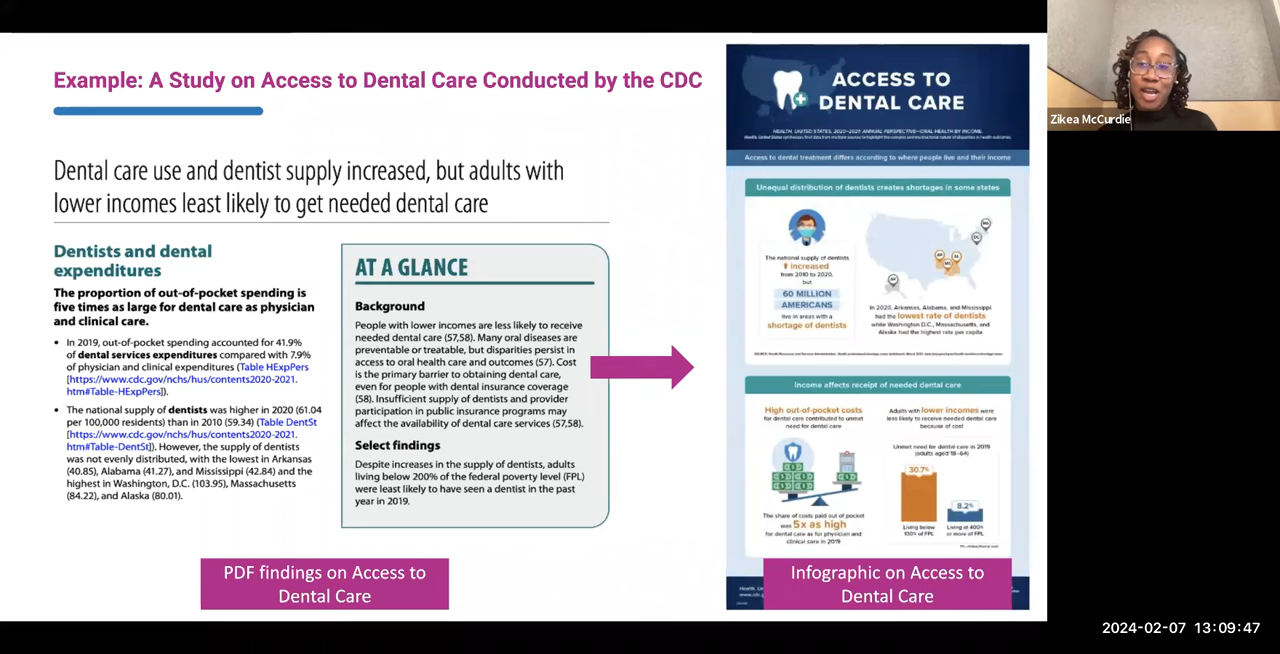 Example: A Study on Access to Dental Care Conducted by the CDC
Dental care use and dentist supply increased, but adults with
lower incomes least likely to get needed dental care
Dentists and dental
expenditures
The proportion of out-of-pocket spending is
five times as large for dental care as physician
and clinical care.
• In 2019, out-of-pocket spending accounted for 41.9%
of dental services expenditures compared with 7.9%
of physician and clinical expenditures (Table HExpPers
[https://www.cdc.gov/nchs/hus/contents2020-2021.
htm#Table-HExpPers]).
• The national supply of dentists was higher in 2020 (61.04
per 100,000 residents) than in 2010 (59.34) (Table DentSt
[https://www.cdc.gov/nchs/hus/contents2020-2021.
htm#Table-DentSt]). However, the supply of dentists
was not evenly distributed, with the lowest in Arkansas
(40.85), Alabama (41.27), and Mississippi (42.84) and the
highest in Washington, D.C. (103.95), Massachusetts
(84.22), and Alaska (80.01).
AT A GLANCE
Background
People with lower incomes are less likely to receive
needed dental care (57,58). Many oral diseases are
preventable or treatable, but disparities persist in
access to oral health care and outcomes (57). Cost
is the primary barrier to obtaining dental care,
even for people with dental insurance coverage
(58). Insufficient supply of dentists and provider
participation in public insurance programs may
affect the availability of dental care services (57,58).
Select findings
Despite increases in the supply of dentists, adults
living below 200% of the federal poverty level (FPL)
were least likely to have seen a dentist in the past
year in 2019.
PDF findings on Access to
Dental Care
ACCESS TO
DENTAL CARE
HEALTH, UNITED STATES, 2020–2021: ANNUAL PERSPECTIVE—ORAL HEALTH BY INCOME.
Access to dental treatment differs according to where people live and their income
Unequal distribution of dentists creates shortages in some states
The national supply of dentists
increased
from 2010 to 2020,
but
60 MILLION
AMERICANS
live in areas with a
shortage of dentists
MA
DC
AR
AL
MS
In 2020, Arkansas, Alabama, and Mississippi
had the lowest rate of dentists
while Washington D.C., Massachusetts, and
Alaska had the highest rate per capita
Income affects receipt of needed dental care
High out-of-pocket costs
for dental care contributed to unmet
need for dental care
The share of costs paid out of pocket
was 5x as high
for dental care as for physician and
clinical care in 2019
Adults with lower incomes were
less likely to receive needed dental care
because of cost
Unmet need for dental care in 2019
(adults aged 18–64)
30.7%
8.2%
Living below
100% of FPL
Living at 400%
or more of FPL
Infographic on Access to
Dental Care
Zikea McCurdie
2024-02-07 13:09:47